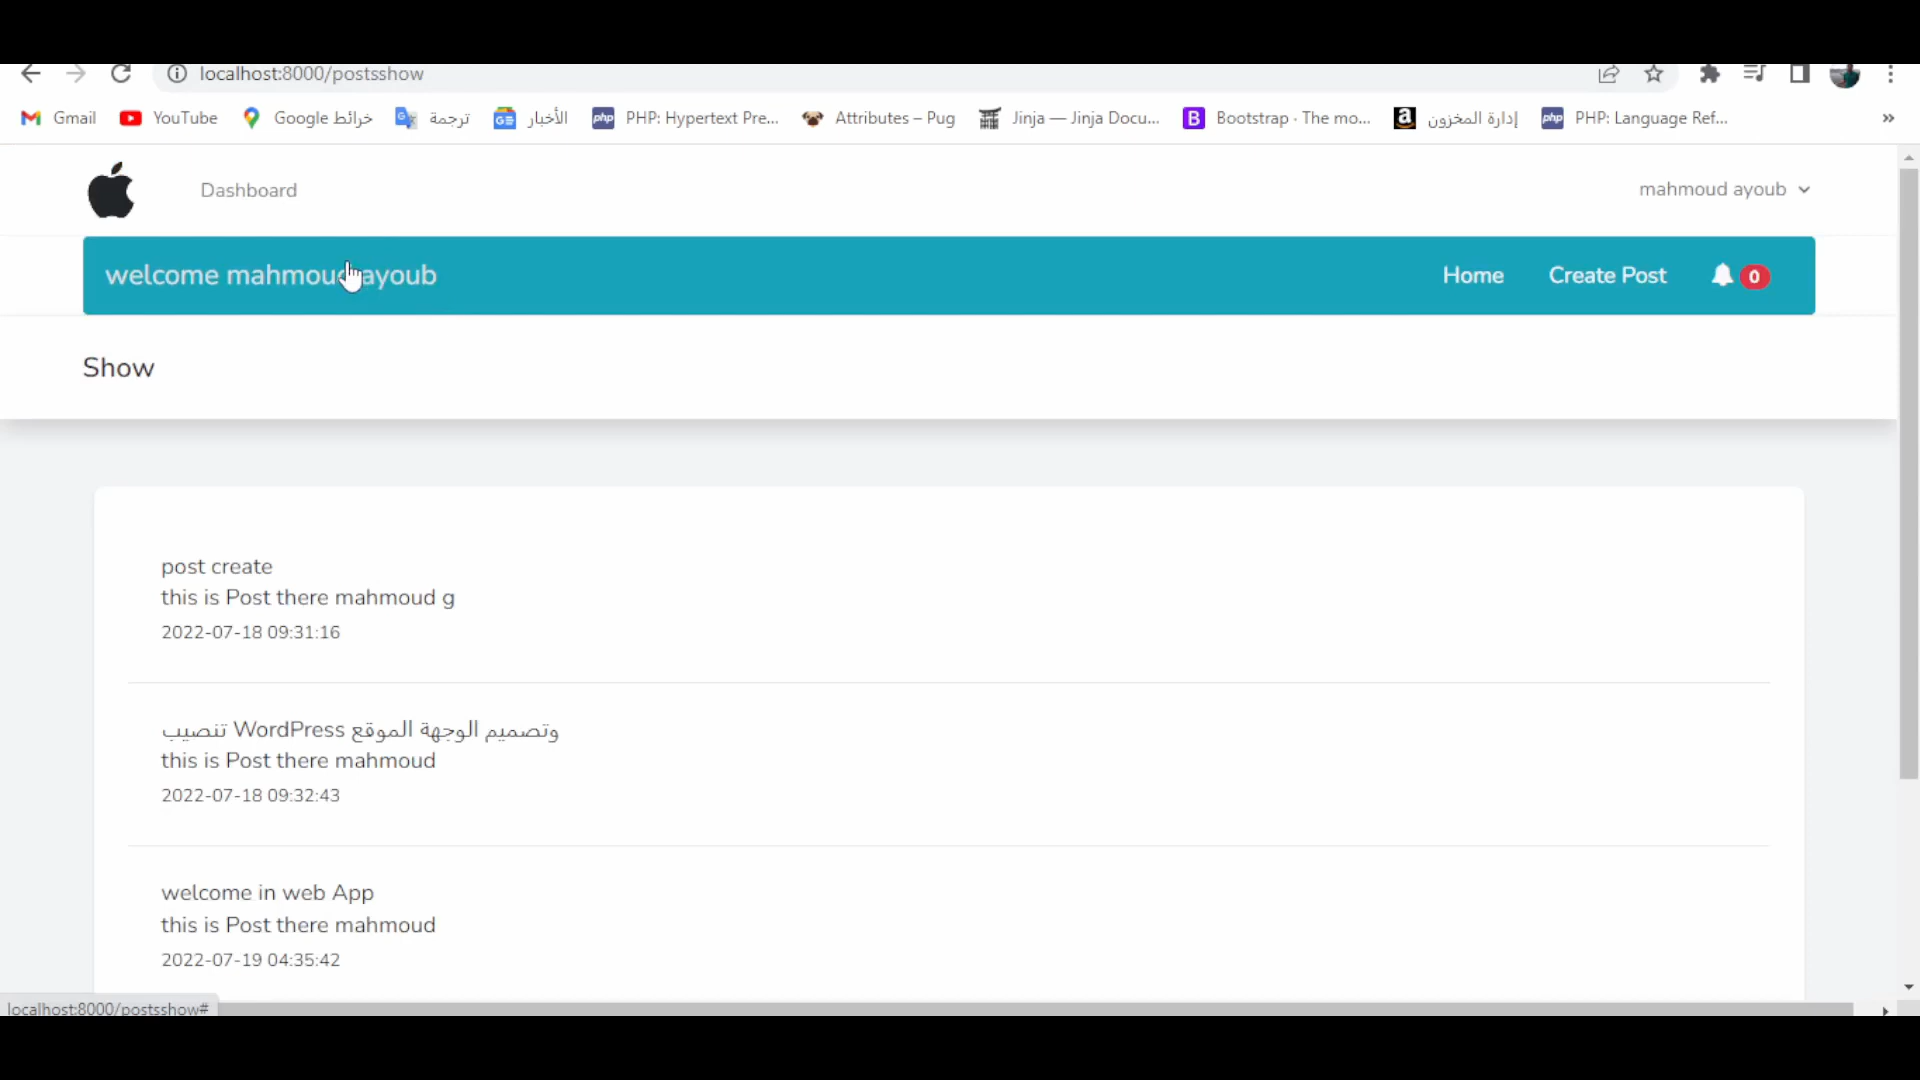 localhost:8000/postsshow
Gmail YouTube خرائط Google ترجمة الأخبار PHP: Hypertext Pre... Attributes – Pug Jinja — Jinja Docu... Bootstrap · The mo... إدارة المخزون PHP: Language Ref... »
Dashboard mahmoud ayoub
welcome mahmoud ayoub Home Create Post 0
Show
post create
this is Post there mahmoud g
2022-07-18 09:31:16
تنصيب WordPress وتصميم الوجهة الموقع
this is Post there mahmoud
2022-07-18 09:32:43
welcome in web App
this is Post there mahmoud
2022-07-19 04:35:42
localhost:8000/postsshow#